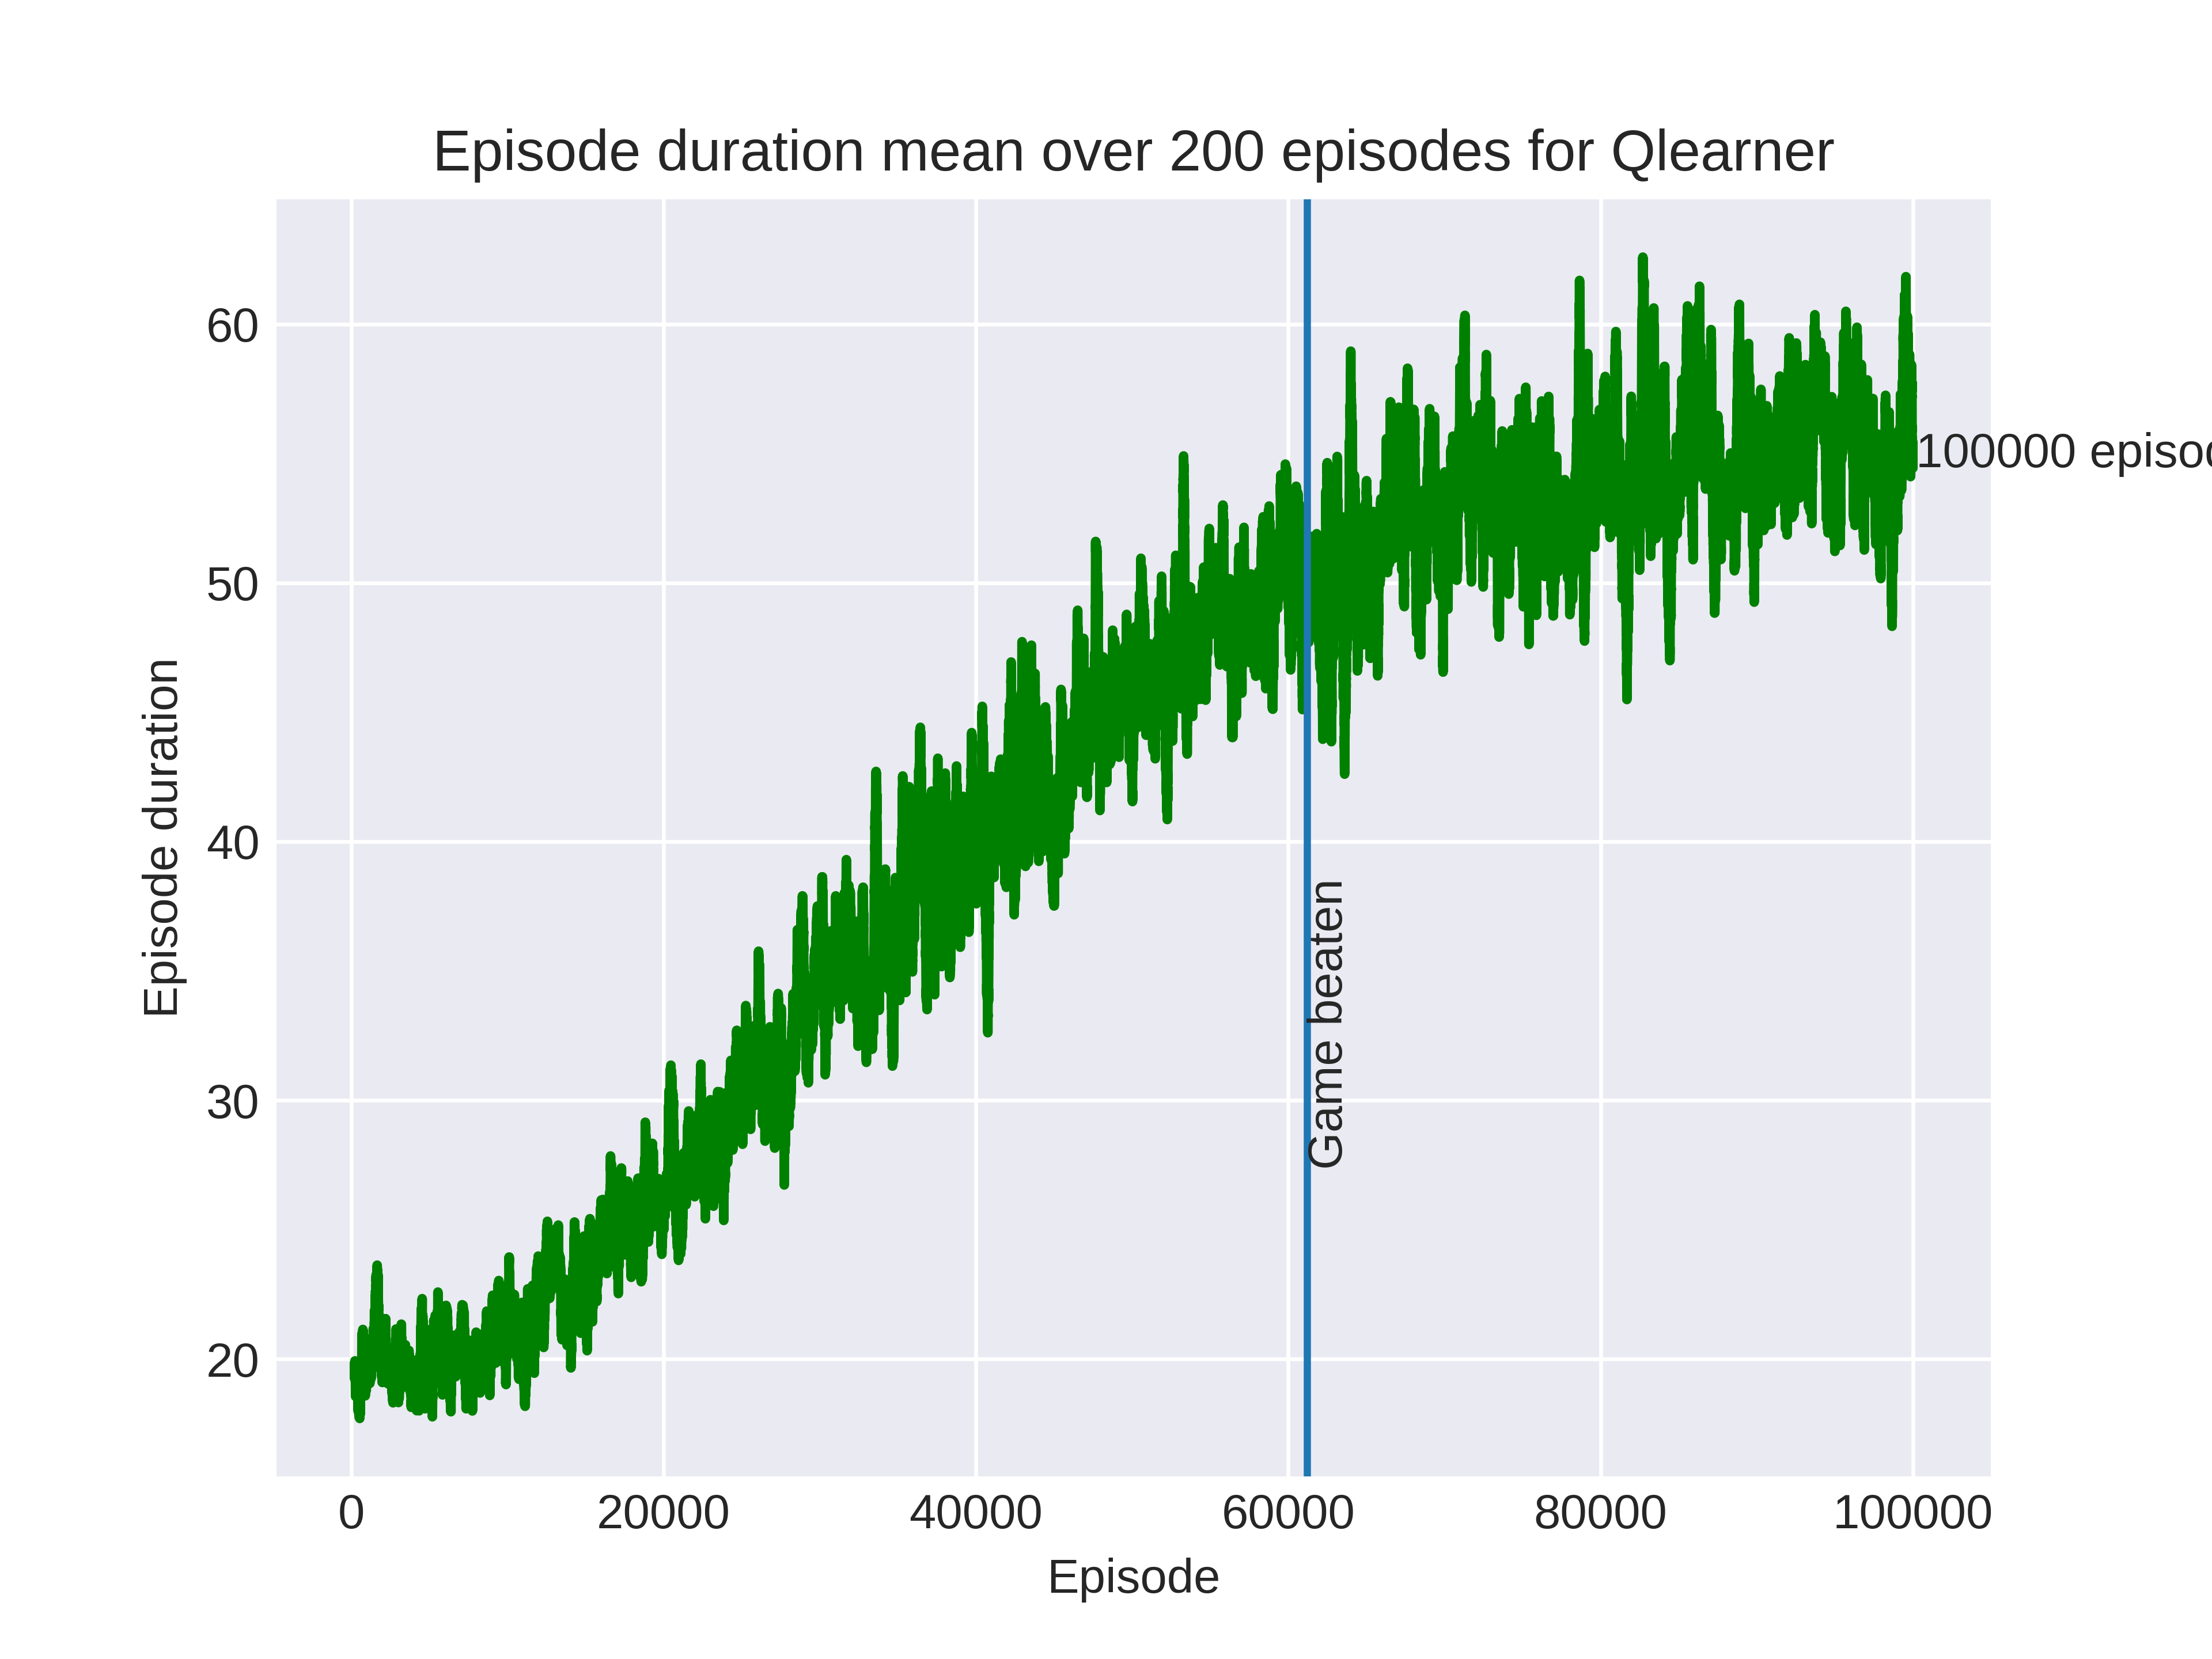 Episode duration mean over 200 episodes for Qlearner
60
50
40
30
20
Episode duration
100000 episo
Game beaten
0 20000 40000 60000 80000 100000
Episode